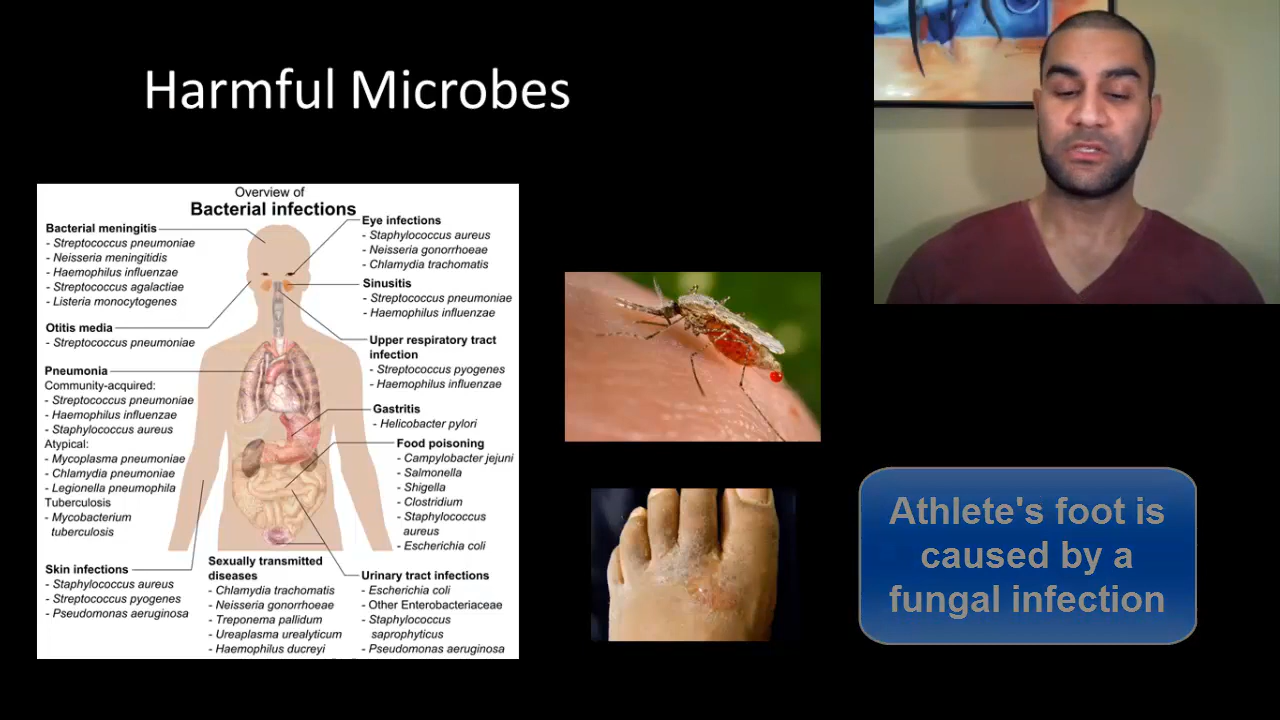 Harmful Microbes
Overview of
Bacterial infections
Bacterial meningitis
- Streptococcus pneumoniae
- Neisseria meningitidis
- Haemophilus influenzae
- Streptococcus agalactiae
- Listeria monocytogenes
Otitis media
- Streptococcus pneumoniae
Pneumonia
Community-acquired:
- Streptococcus pneumoniae
- Haemophilus influenzae
- Staphylococcus aureus
Atypical:
- Mycoplasma pneumoniae
- Chlamydia pneumoniae
- Legionella pneumophila
Tuberculosis
- Mycobacterium
tuberculosis
Skin infections
- Staphylococcus aureus
- Streptococcus pyogenes
- Pseudomonas aeruginosa
Eye infections
- Staphylococcus aureus
- Neisseria gonorrhoeae
- Chlamydia trachomatis
Sinusitis
- Streptococcus pneumoniae
- Haemophilus influenzae
Upper respiratory tract
infection
- Streptococcus pyogenes
- Haemophilus influenzae
Gastritis
- Helicobacter pylori
Food poisoning
- Campylobacter jejuni
- Salmonella
- Shigella
- Clostridium
- Staphylococcus
aureus
- Escherichia coli
Sexually transmitted
diseases
- Chlamydia trachomatis
- Neisseria gonorrhoeae
- Treponema pallidum
- Ureaplasma urealyticum
- Haemophilus ducreyi
Urinary tract infections
- Escherichia coli
- Other Enterobacteriaceae
- Staphylococcus
saprophyticus
- Pseudomonas aeruginosa
Athlete's foot is
caused by a
fungal infection